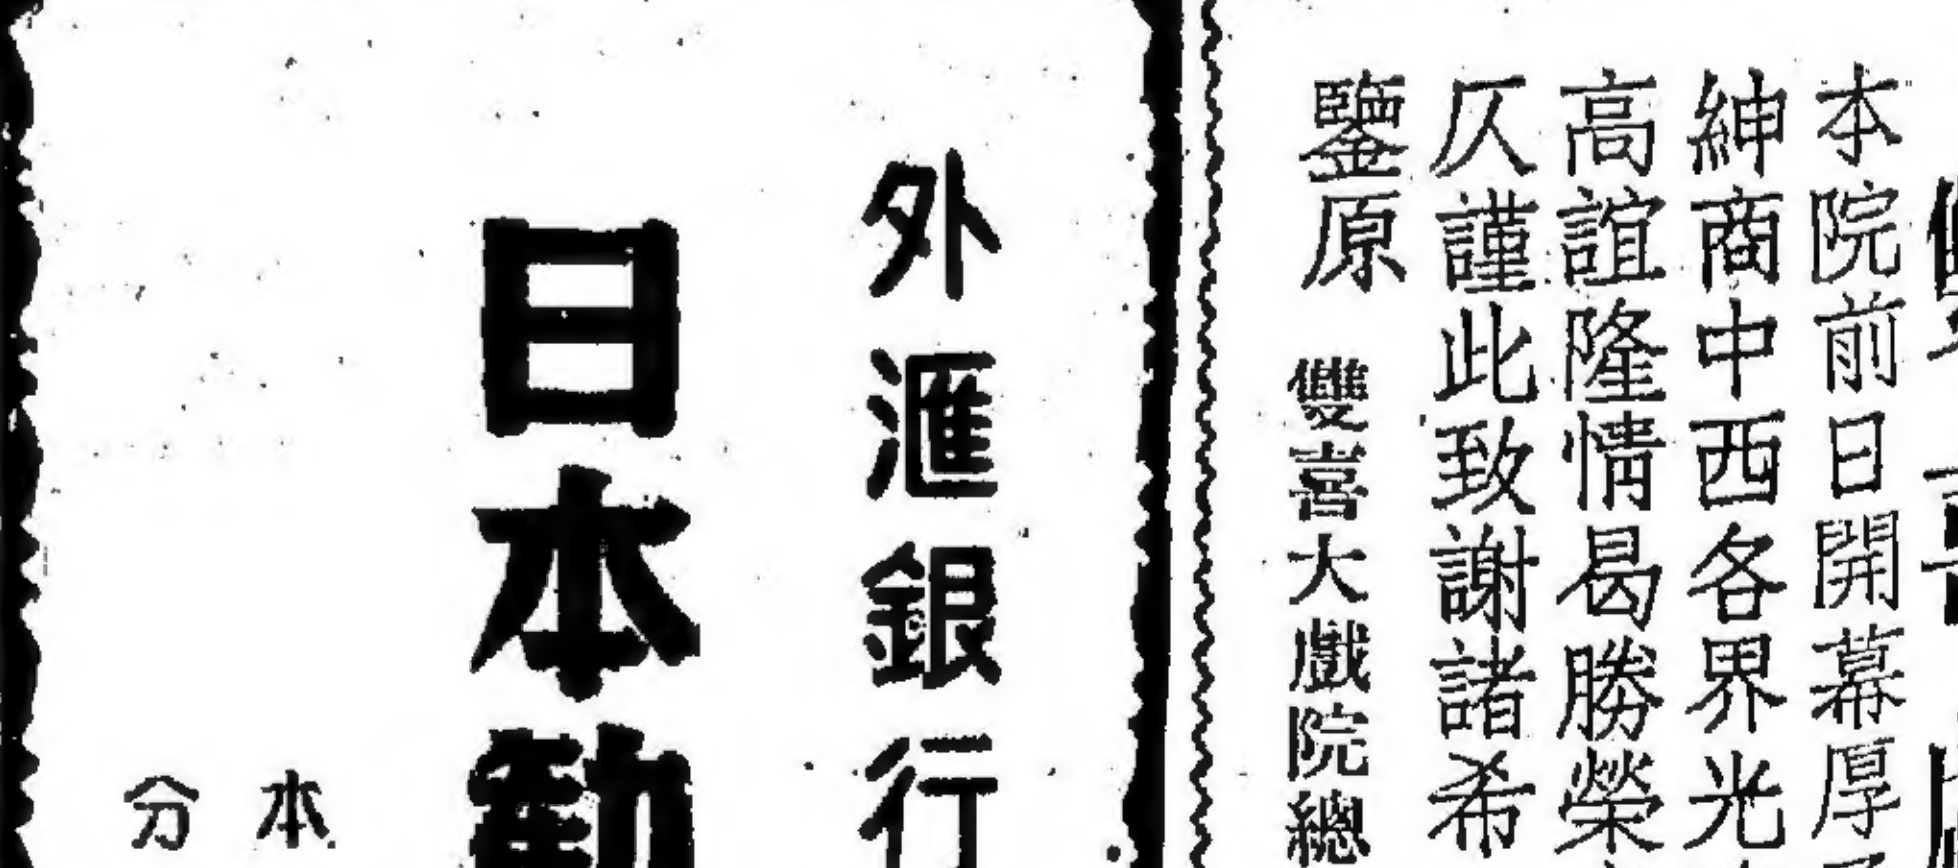 本院前日開幕厚
紳商中西各界光
高誼隆情曷勝榮
仄謹此致謝諸希
鑒原
雙喜大戲院總
外滙銀行
日本勸
本
分